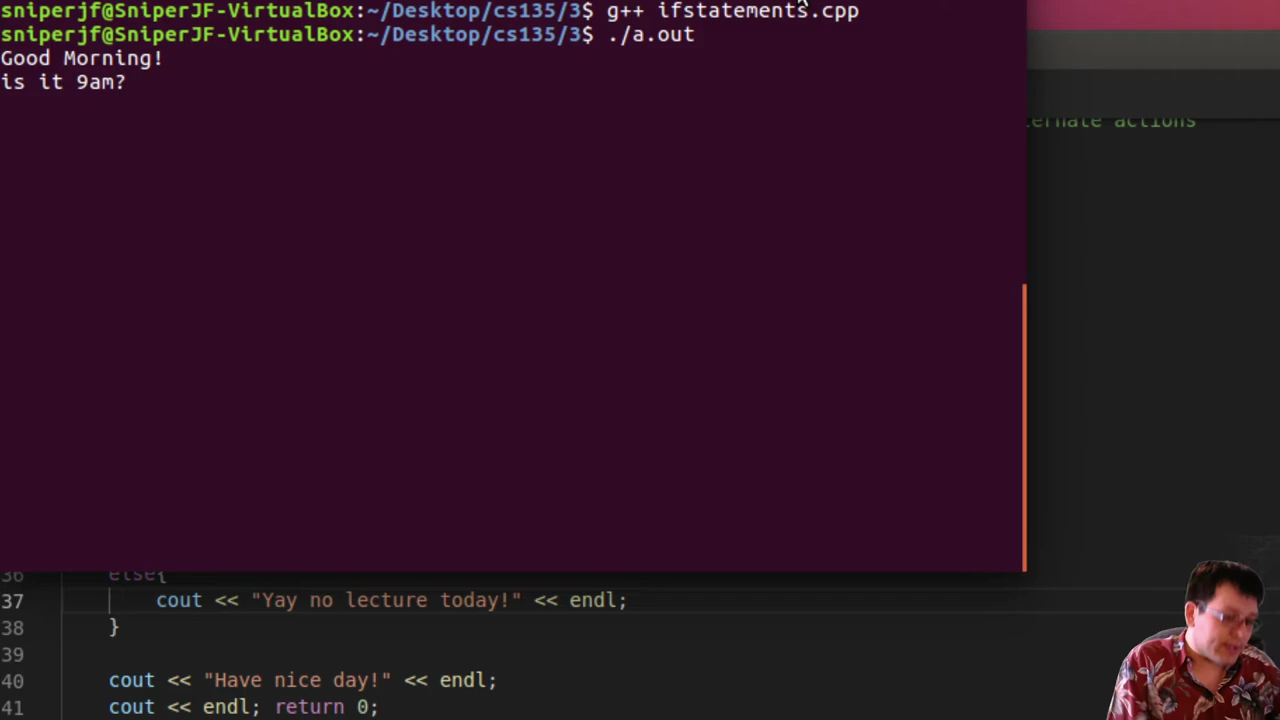 sniperjf@SniperJF-VirtualBox:~/Desktop/cs135/3$ g++ ifstatements.cpp
sniperjf@SniperJF-VirtualBox:~/Desktop/cs135/3$ ./a.out
Good Morning!
is it 9am?
ernate actions
36 else{
37 cout << "Yay no lecture today!" << endl;
38 }
39
40 cout << "Have nice day!" << endl;
41 cout << endl; return 0;